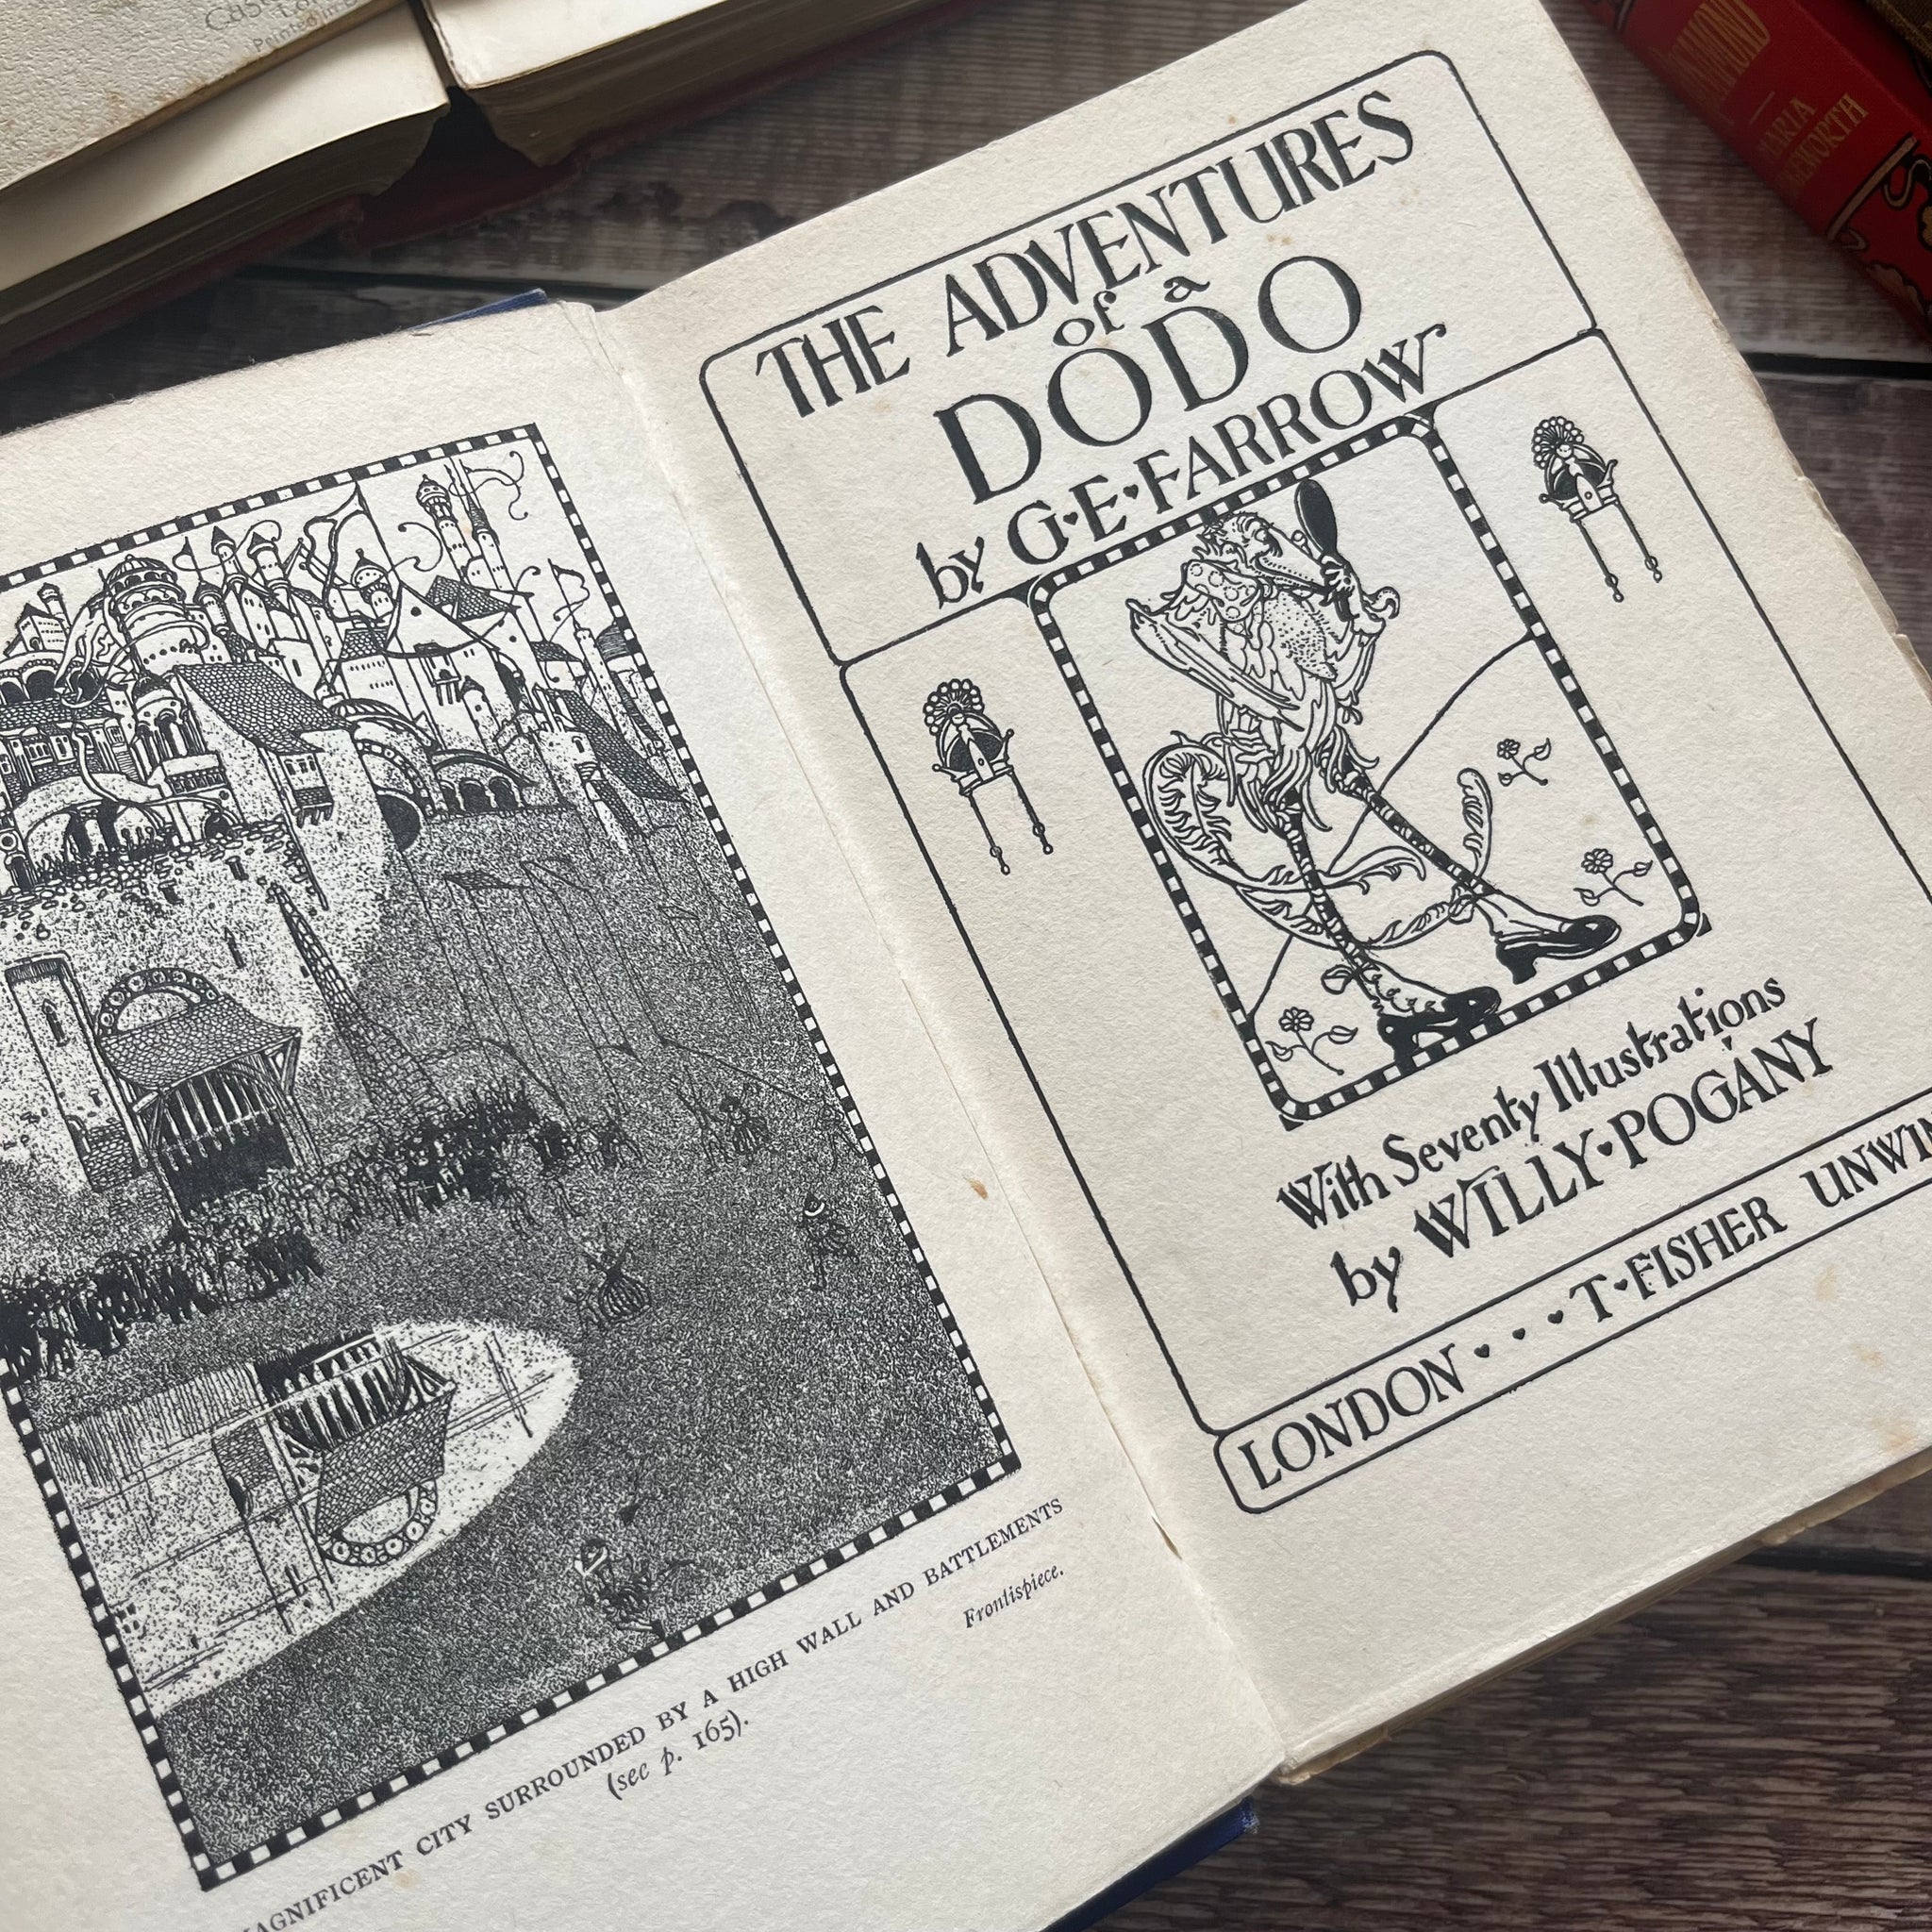 THE ADVENTURES
of a
DODO
by G·E·FARROW
With Seventy Illustrations
by WILLY·POGÁNY
LONDON . . . T·FISHER UNWIN
MAGNIFICENT CITY SURROUNDED BY A HIGH WALL AND BATTLEMENTS
(see p. 165).
Frontispiece.
MARIA
EDGEWORTH